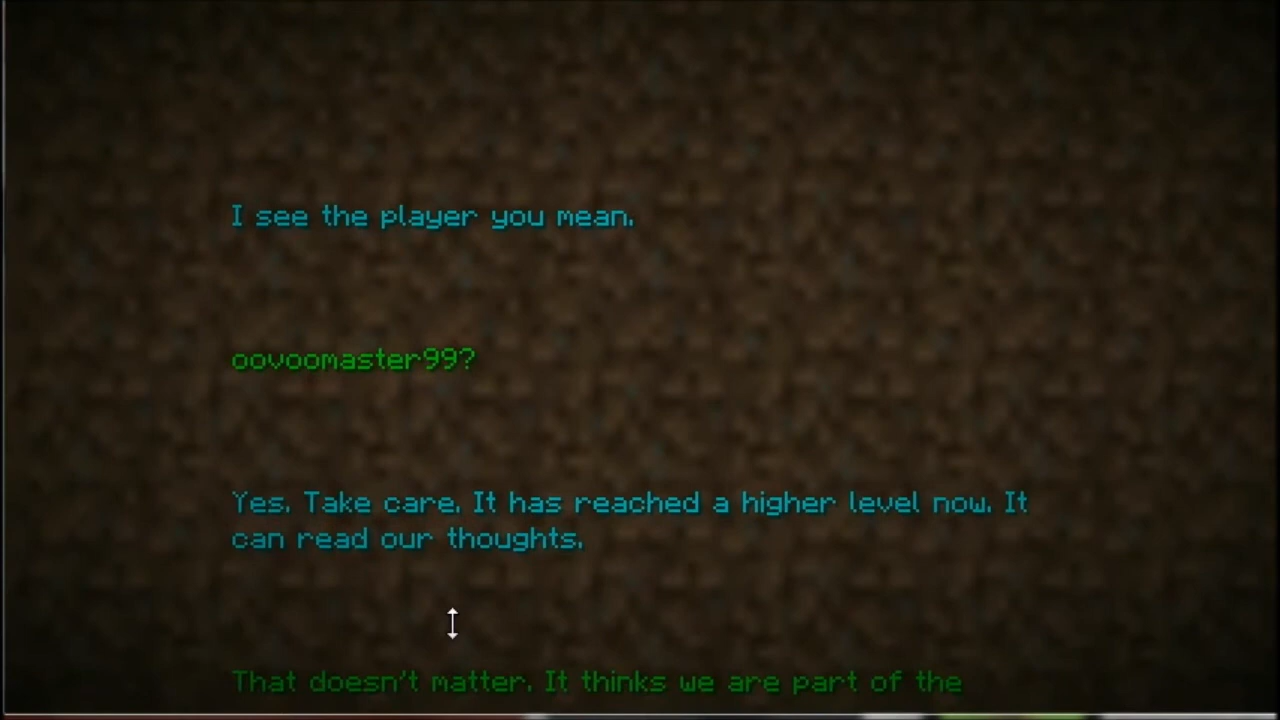 I see the player you mean.
oovoomaster99?
Yes. Take care. It has reached a higher level now. It
can read our thoughts.
That doesn't matter. It thinks we are part of the